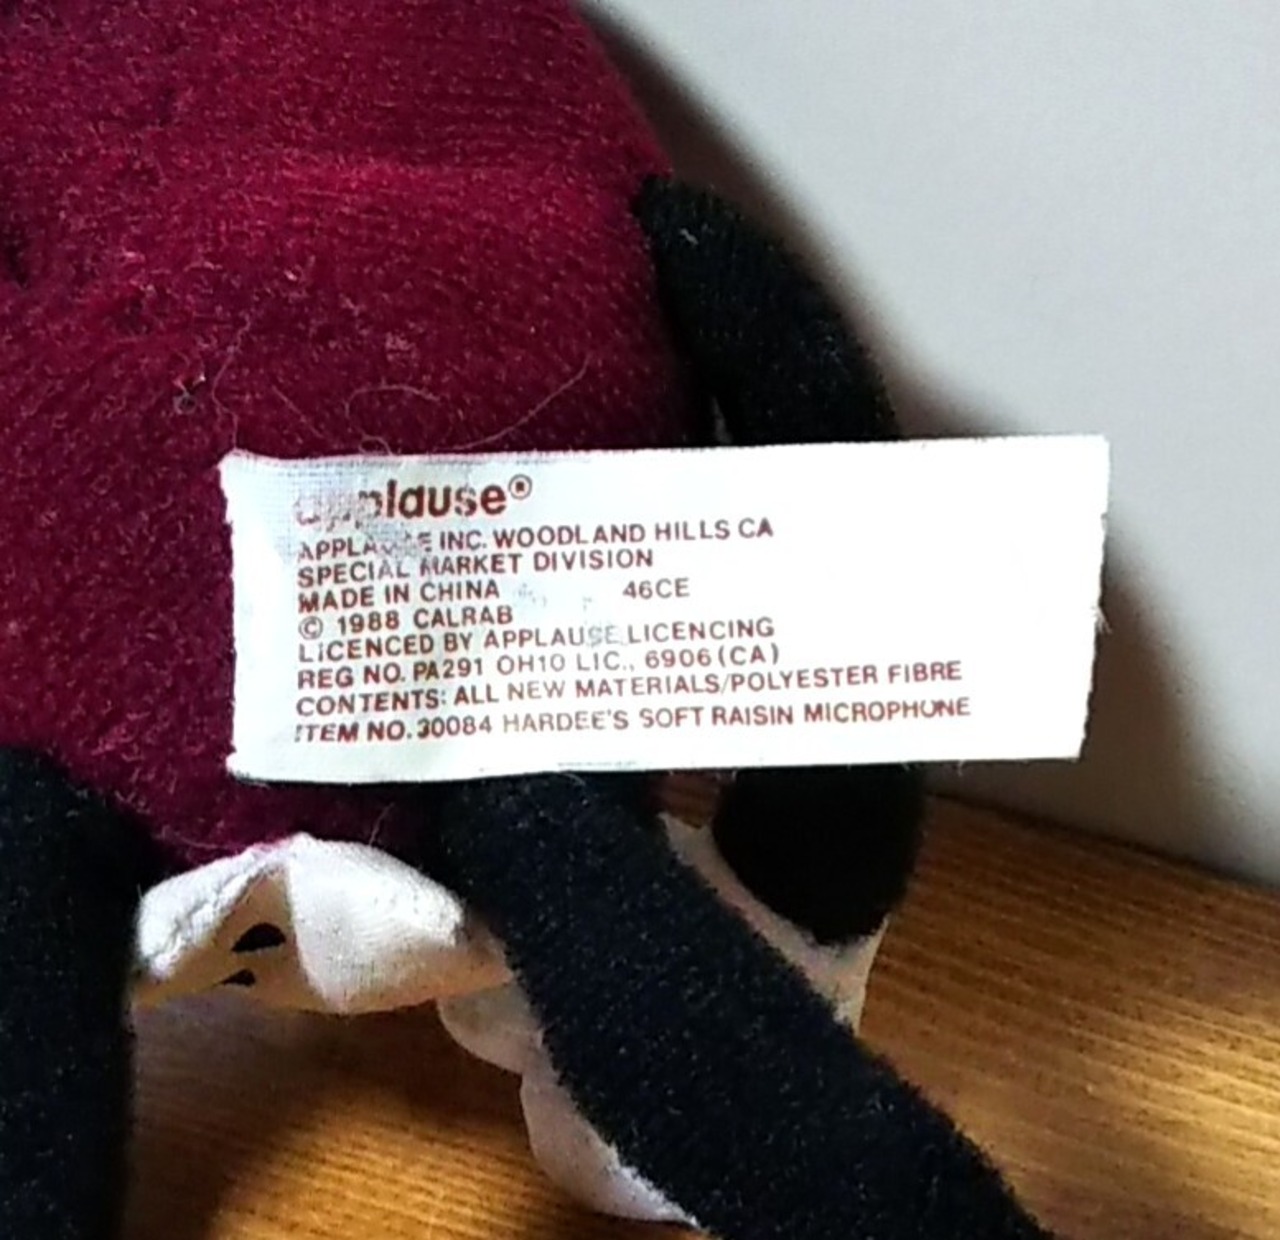 applause®
APPLAUSE INC. WOODLAND HILLS CA
SPECIAL MARKET DIVISION
MADE IN CHINA 46CE
© 1988 CALRAB
LICENCED BY APPLAUSE LICENCING
REG NO. PA291 OH10 LIC., 6906 (CA)
CONTENTS: ALL NEW MATERIALS/POLYESTER FIBRE
ITEM NO. 30084 HARDEE'S SOFT RAISIN MICROPHONE